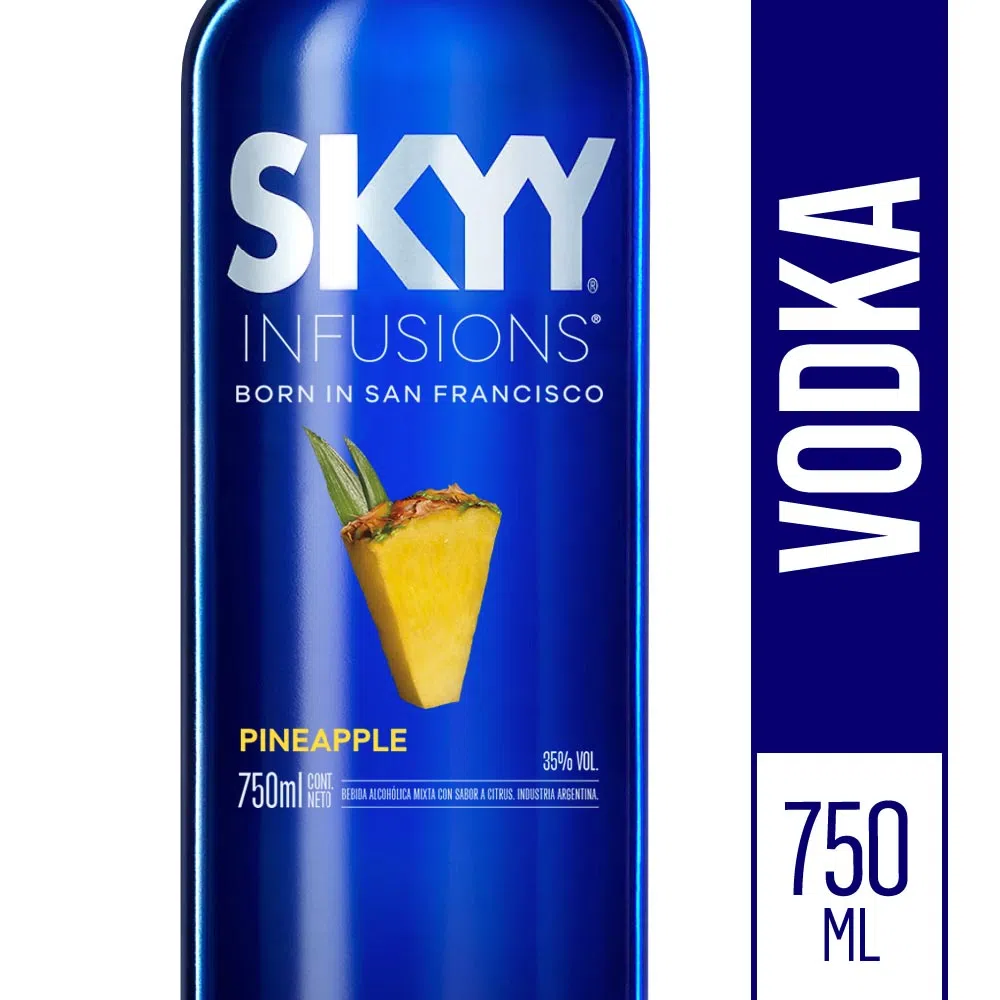 SKYY®
INFUSIONS®
BORN IN SAN FRANCISCO
PINEAPPLE
35% VOL.
750ml CONT. NETO
BEBIDA ALCOHÓLICA MIXTA CON SABOR A CITRUS. INDUSTRIA ARGENTINA.
VODKA
750
ML